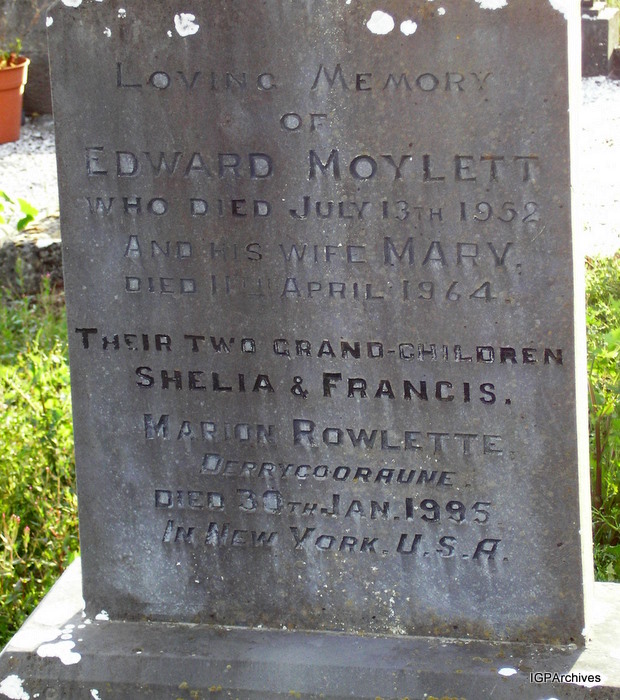 LOVING MEMORY
OF
EDWARD MOYLETT
WHO DIED JULY 13TH 1952
AND HIS WIFE MARY,
DIED 11TH APRIL 1964.
THEIR TWO GRAND-CHILDREN
SHELIA & FRANCIS.
MARION ROWLETTE.
DERRYCOORAUNE.
DIED 30TH JAN. 1995
IN NEW YORK. U.S.A.
IGPArchives